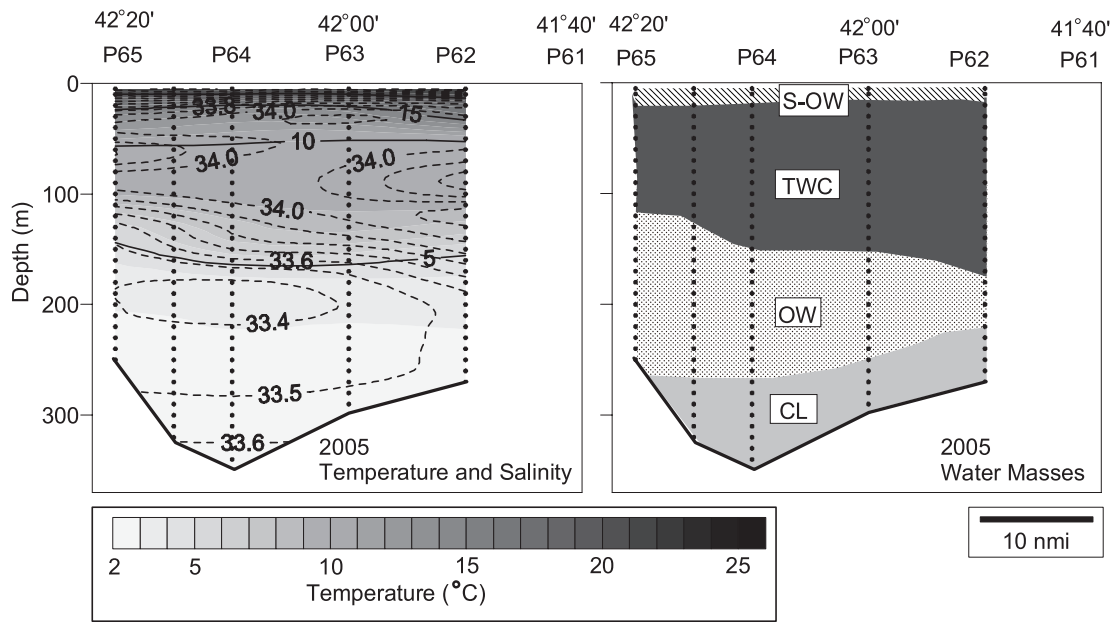 42°20' 42°00' 41°40' 42°20' 42°00' 41°40'
P65 P64 P63 P62 P61 P65 P64 P63 P62 P61
0
33.8 34.0 15 S-OW
10
34.0 34.0 TWC
100
34.0
33.6 5
Depth (m)
200
33.4 OW
33.5 CL
300
33.6 2005 2005
Temperature and Salinity Water Masses
2 5 10 15 20 25 10 nmi
Temperature (°C)